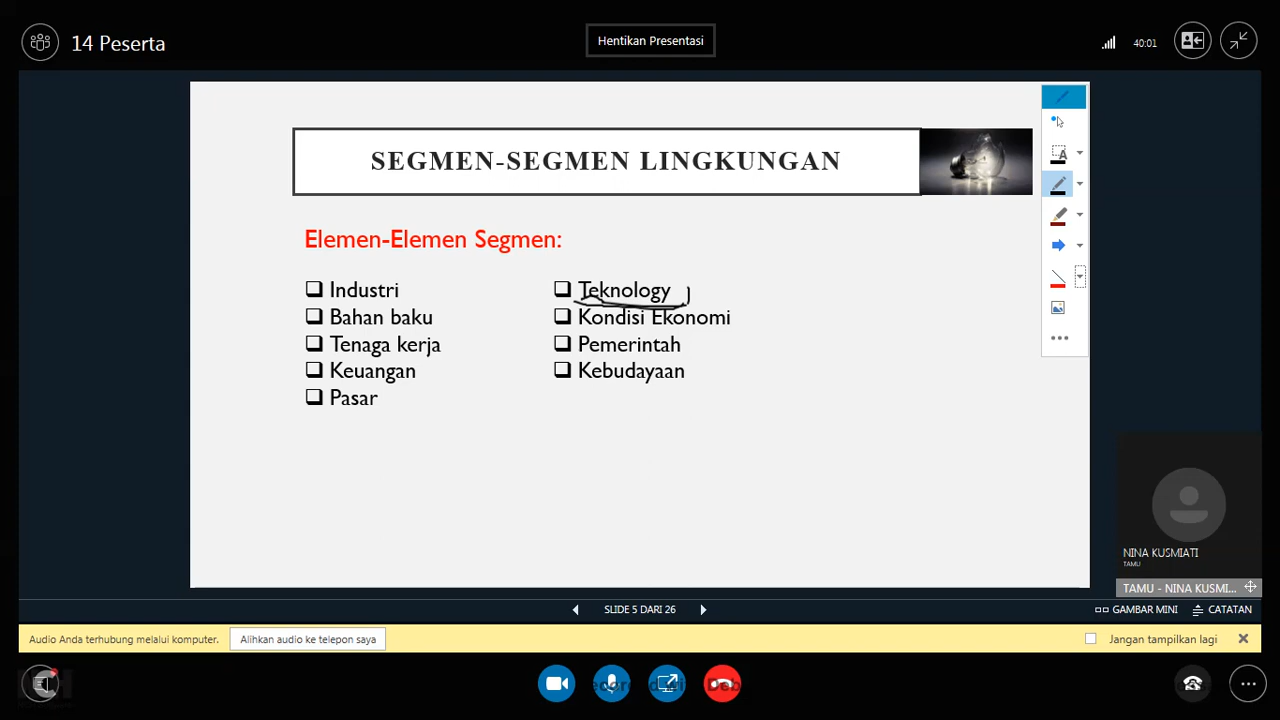 14 Peserta
Hentikan Presentasi
40:01
SEGMEN-SEGMEN LINGKUNGAN
Elemen-Elemen Segmen:
Industri
Bahan baku
Tenaga kerja
Keuangan
Pasar
Teknology
Kondisi Ekonomi
Pemerintah
Kebudayaan
A
NINA KUSMIATI
TAMU
TAMU - NINA KUSMI...
SLIDE 5 DARI 26
GAMBAR MINI
CATATAN
Audio Anda terhubung melalui komputer.
Alihkan audio ke telepon saya
Jangan tampilkan lagi